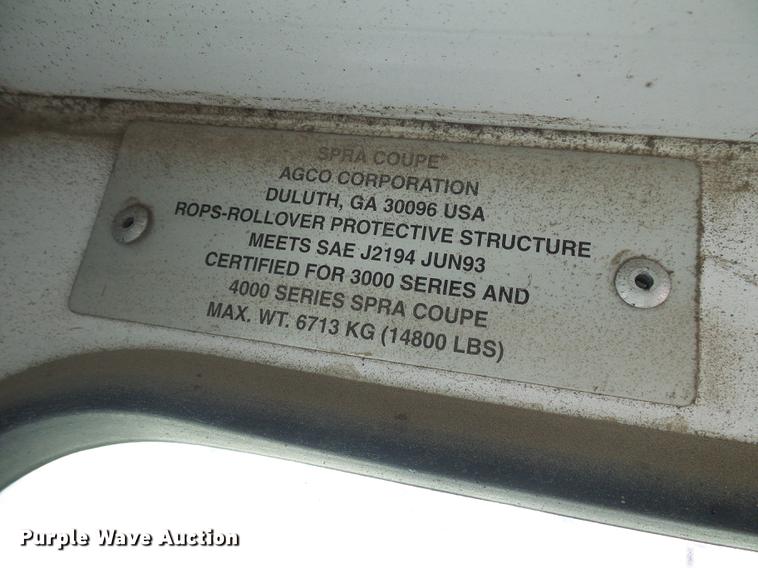 SPRA COUPE®
AGCO CORPORATION
DULUTH, GA 30096 USA
ROPS-ROLLOVER PROTECTIVE STRUCTURE
MEETS SAE J2194 JUN93
CERTIFIED FOR 3000 SERIES AND
4000 SERIES SPRA COUPE
MAX. WT. 6713 KG (14800 LBS)
Purple Wave Auction